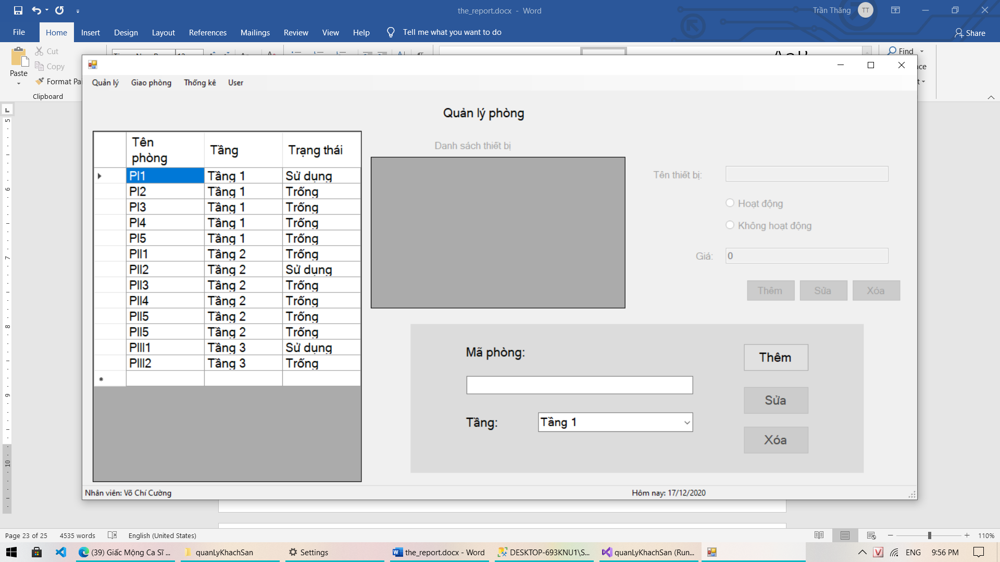 the_report.docx - Word
Trần Thăng TT
File Home Insert Design Layout References Mailings Review View Help Tell me what you want to do Share
Paste
Cut
Copy
Format Pai
Clipboard
Find
Quản lý Giao phòng Thống kê User
Quản lý phòng
Tên phòng Tầng Trạng thái
PI1 Tầng 1 Sử dụng
PI2 Tầng 1 Trống
PI3 Tầng 1 Trống
PI4 Tầng 1 Trống
PI5 Tầng 1 Trống
PII1 Tầng 2 Trống
PII2 Tầng 2 Sử dụng
PII3 Tầng 2 Trống
PII4 Tầng 2 Trống
PII5 Tầng 2 Trống
PII5 Tầng 2 Trống
PIII1 Tầng 3 Sử dụng
PIII2 Tầng 3 Trống
Danh sách thiết bị
Tên thiết bị:
Hoạt động
Không hoạt động
Giá: 0
Thêm Sửa Xóa
Mã phòng:
Tầng: Tầng 1
Thêm
Sửa
Xóa
Nhân viên: Võ Chí Cường Hôm nay: 17/12/2020
5
6
7
8
9
10
Page 23 of 25 4535 words English (United States) 110%
(39) Giấc Mộng Ca Sĩ ... quanLyKhachSan Settings the_report.docx - Word DESKTOP-693KNU1\S... quanLyKhachSan (Run... ENG 9:56 PM